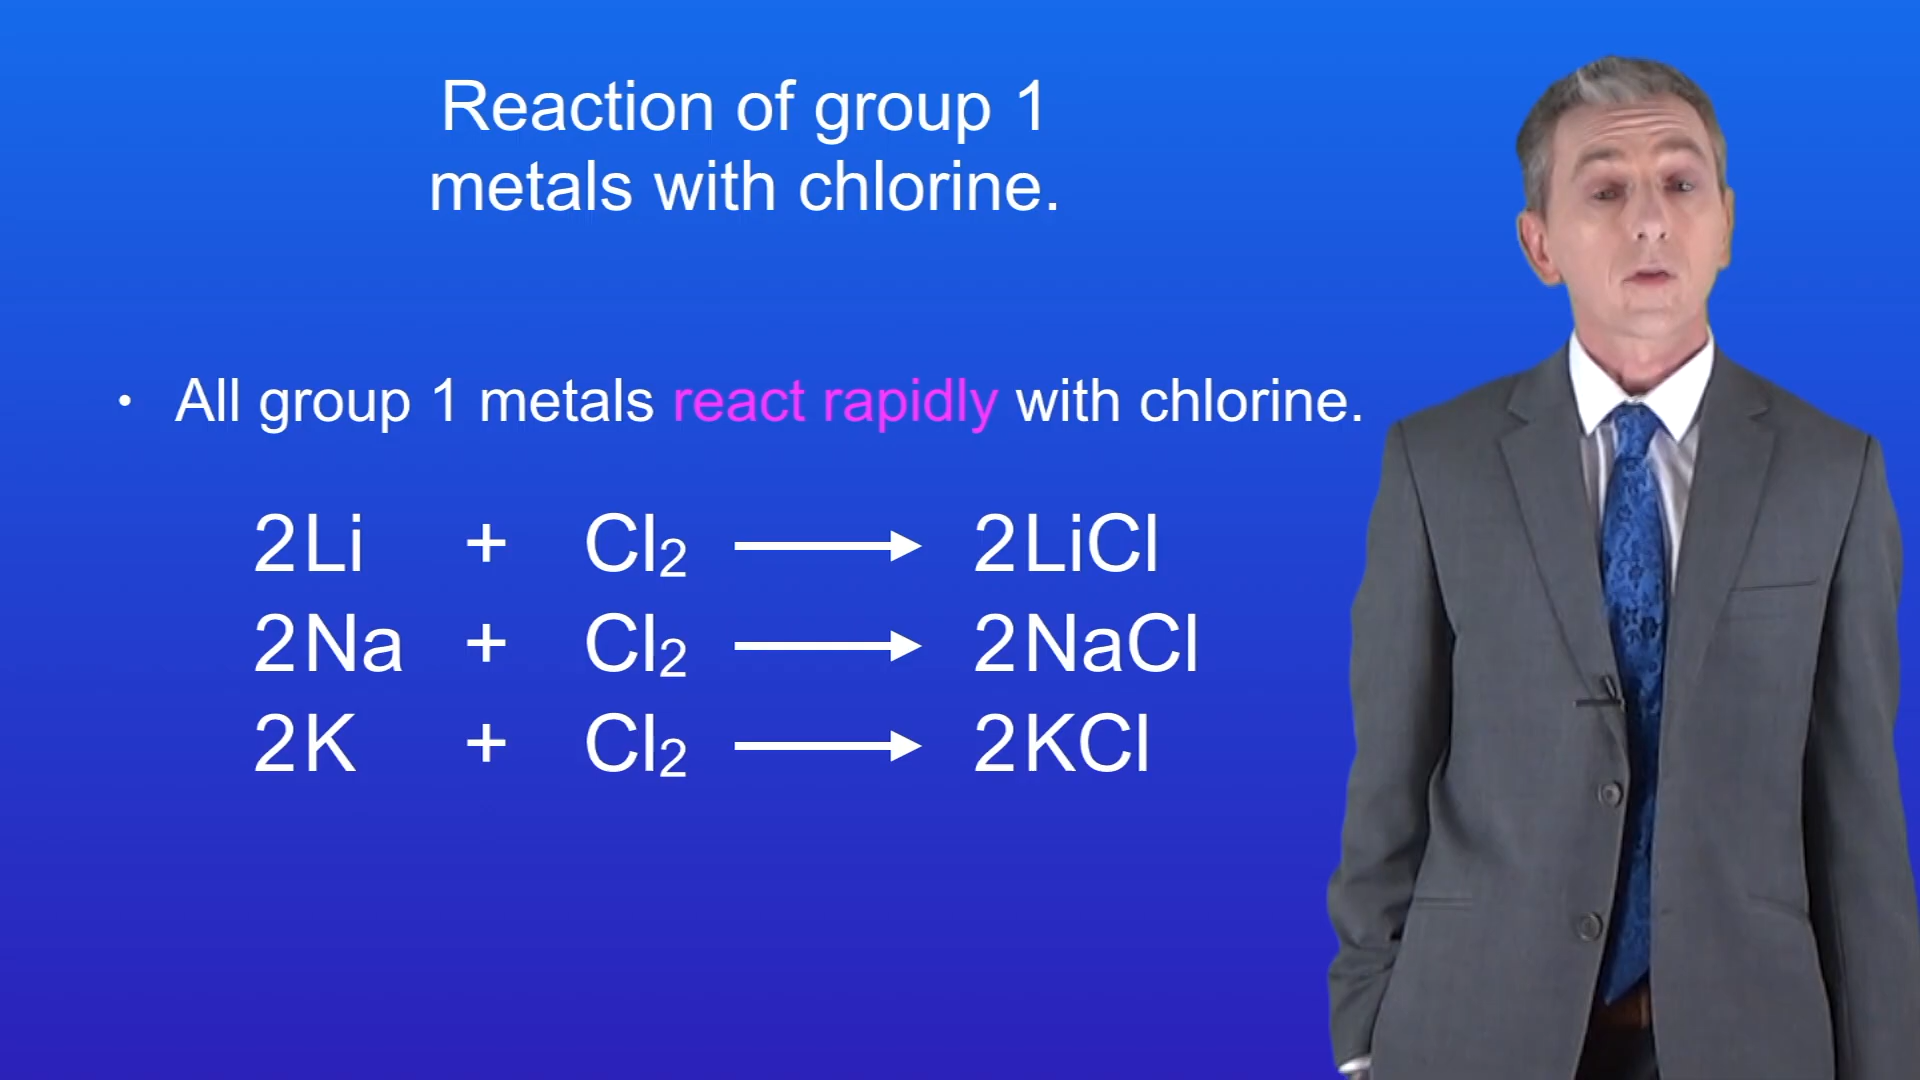 Reaction of group 1
metals with chlorine.
• All group 1 metals react rapidly with chlorine.
2Li + Cl₂ ⟶ 2LiCl
2Na + Cl₂ ⟶ 2NaCl
2K + Cl₂ ⟶ 2KCl